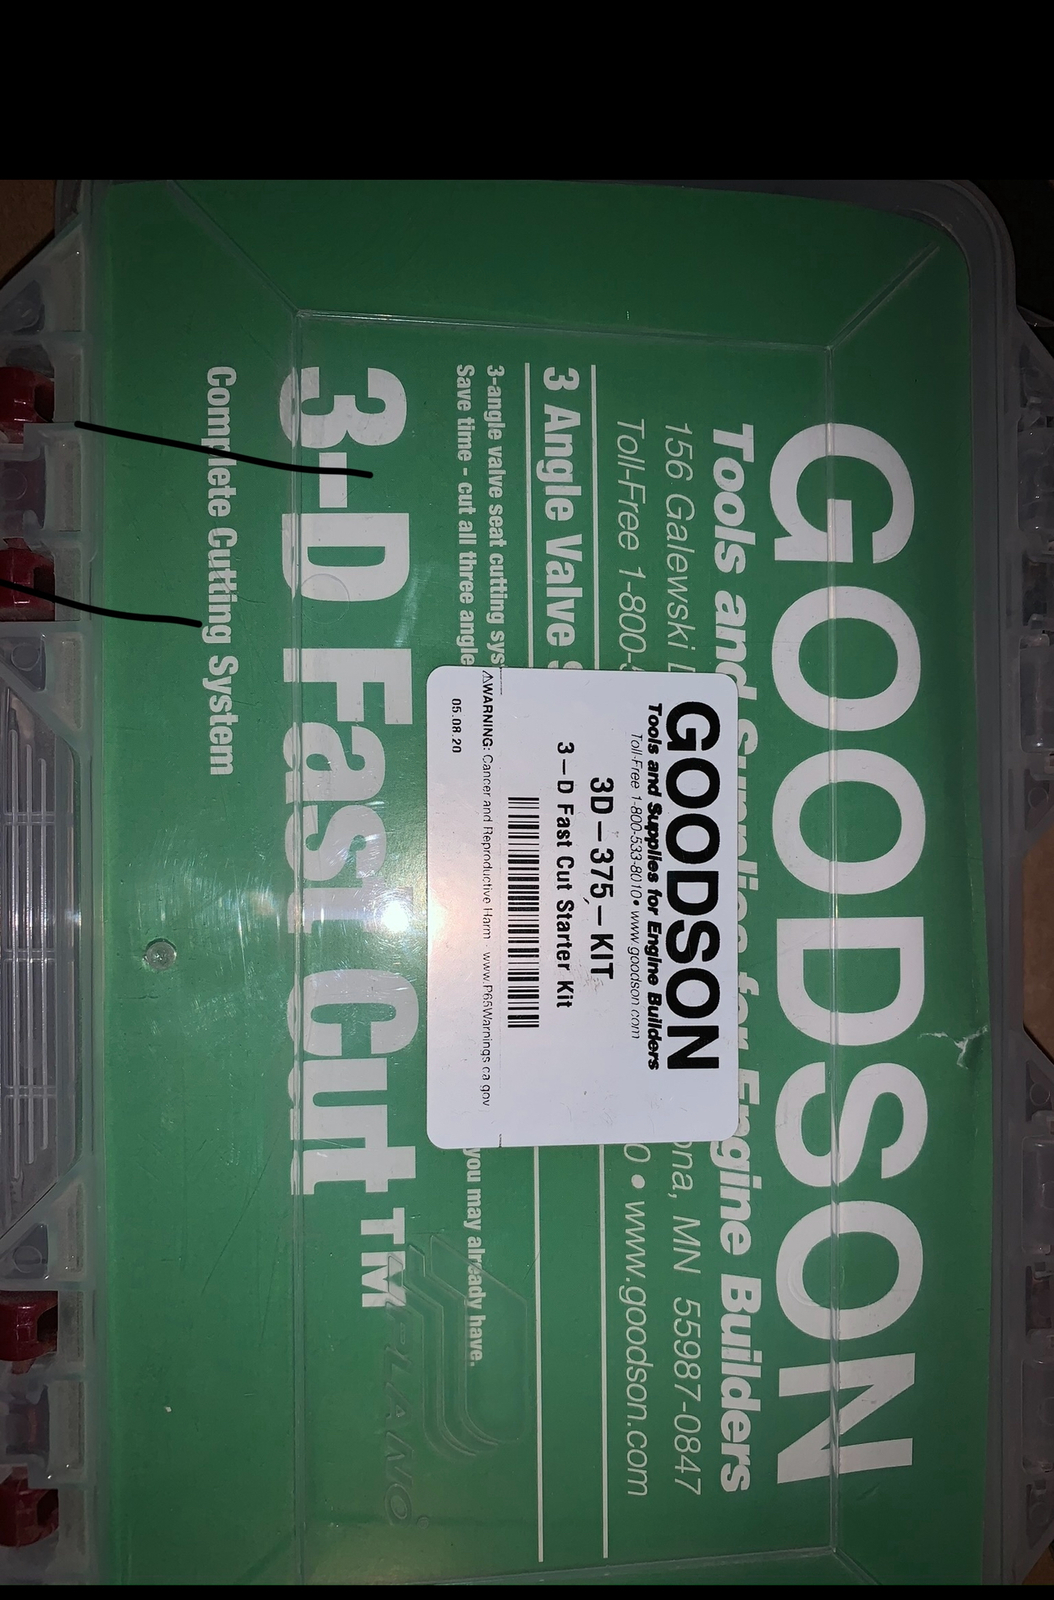 GOODSON
Tools and Supplies for Engine Builders
156 Galewski
ona, MN 55987-0847
Toll-Free 1-800-
0 • www.goodson.com
3 Angle Valve
3-angle valve seat cutting sys
Save time - cut all three angle
you may already have.
3-D Fast Cut™
Complete Cutting System
PLANO
GOODSON
Tools and Supplies for Engine Builders
Toll-Free 1-800-533-8010 • www.goodson.com
3D-375-KIT
3-D Fast Cut Starter Kit
⚠WARNING: Cancer and Reproductive Harm - www.P65Warnings.ca.gov
05.08.20